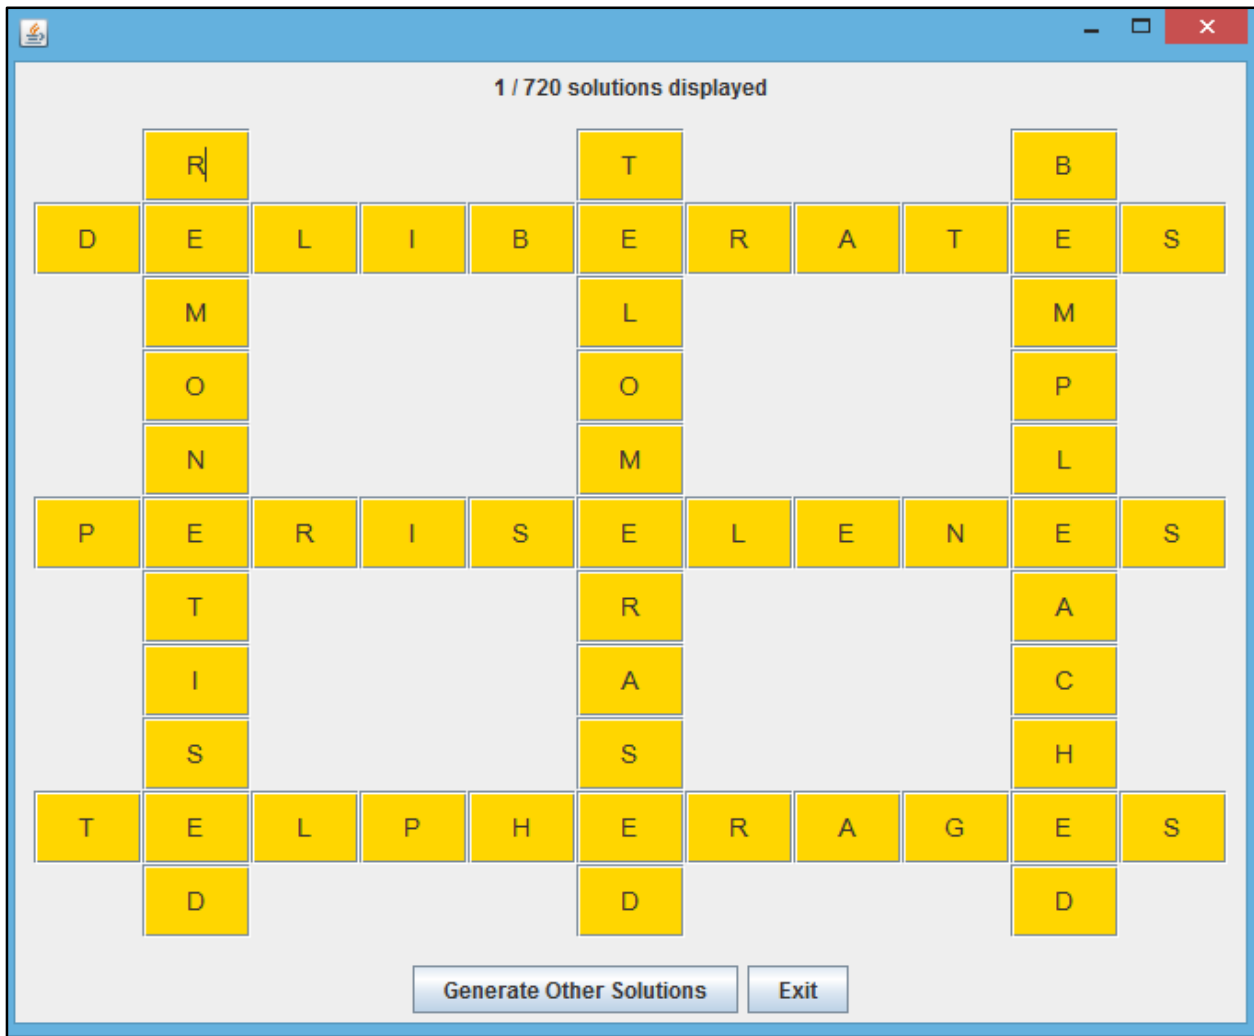 1 / 720 solutions displayed
R T B
D E L I B E R A T E S
M L M
O O P
N M L
P E R I S E L E N E S
T R A
I A C
S S H
T E L P H E R A G E S
D D D
Generate Other Solutions Exit